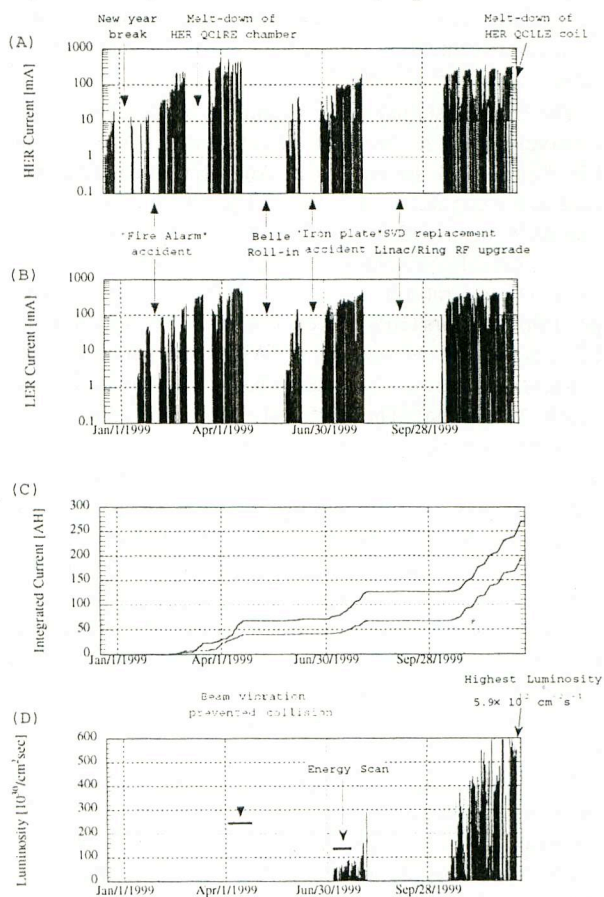 New year break
Melt-down of HER QC1RE chamber
Melt-down of HER QC1LE coil
(A)
HER Current [mA]
1000
100
10
1
0.1
"Fire Alarm" accident
Belle Roll-in
"Iron plate" accident
SVD replacement
Linac/Ring RF upgrade
(B)
LER Current [mA]
1000
100
10
1
0.1
Jan/1/1999 Apr/1/1999 Jun/30/1999 Sep/28/1999
(C)
Integrated Current [AH]
300
250
200
150
100
50
0
Jan/1/1999 Apr/1/1999 Jun/30/1999 Sep/28/1999
Highest Luminosity
5.9× 10 cm s
Beam vibration prevented collision
(D)
Energy Scan
Luminosity [10³⁰/cm²sec]
600
500
400
300
200
100
0
Jan/1/1999 Apr/1/1999 Jun/30/1999 Sep/28/1999